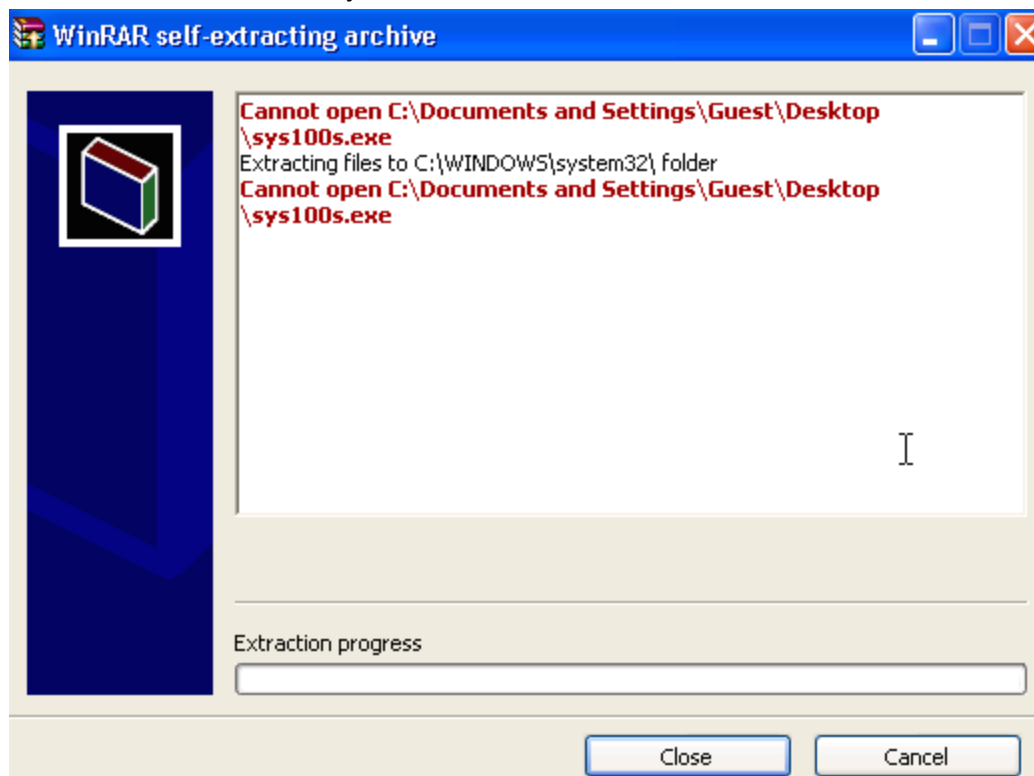 WinRAR self-extracting archive
Cannot open C:\Documents and Settings\Guest\Desktop
\sys100s.exe
Extracting files to C:\WINDOWS\system32\ folder
Cannot open C:\Documents and Settings\Guest\Desktop
\sys100s.exe
Extraction progress
Close
Cancel